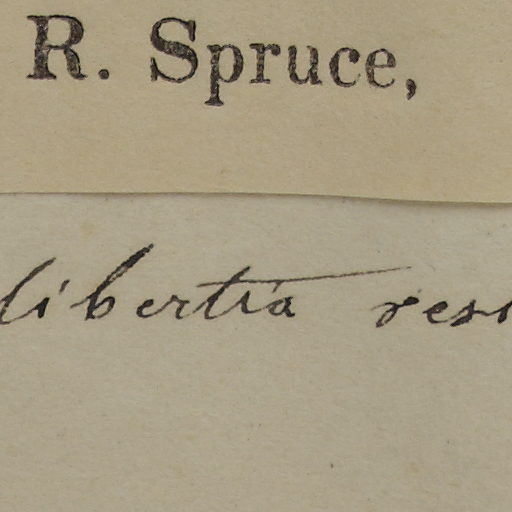 R. Spruce,
libertia